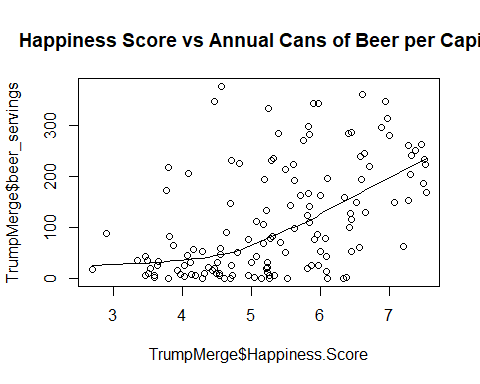 Happiness Score vs Annual Cans of Beer per Capi
TrumpMerge$beer_servings
300
200
100
0
3 4 5 6 7
TrumpMerge$Happiness.Score